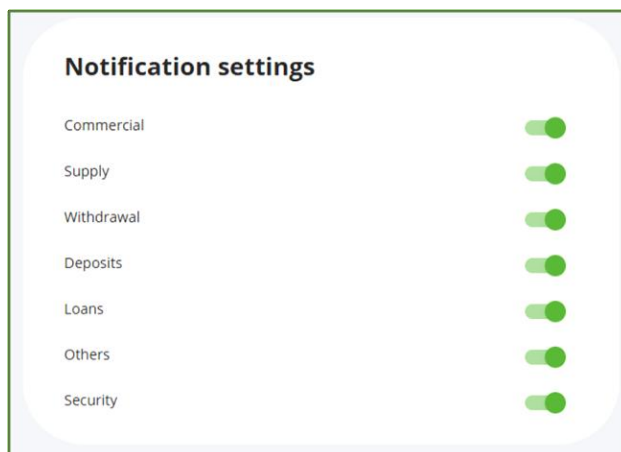 Notification settings
Commercial
Supply
Withdrawal
Deposits
Loans
Others
Security